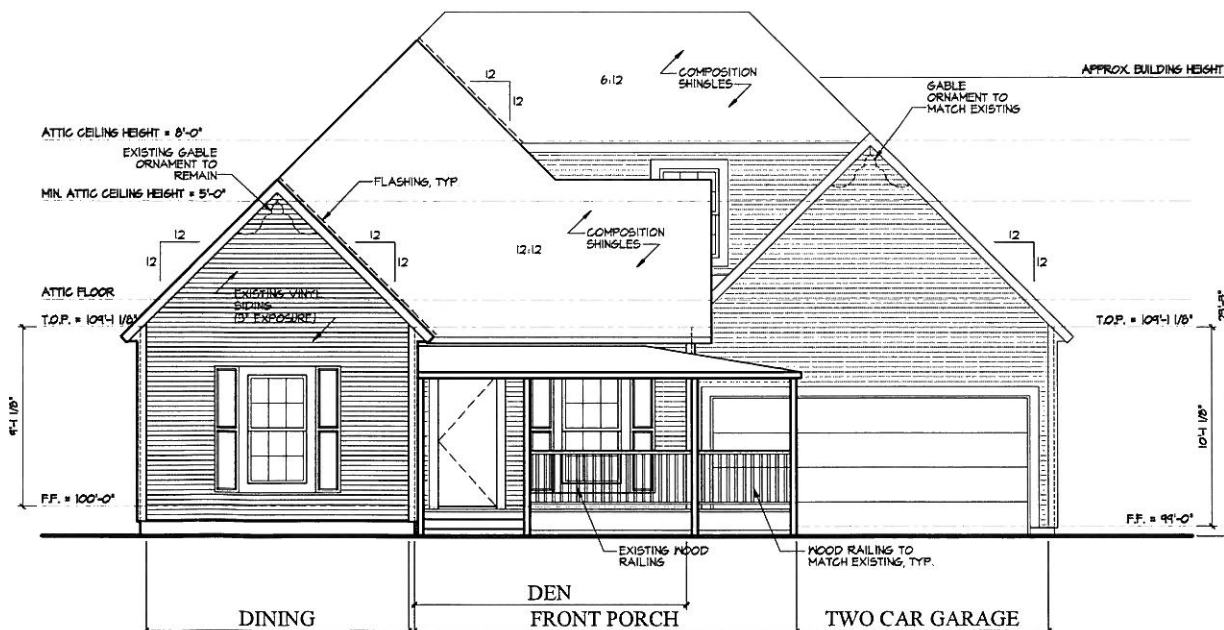 12
12
6:12
COMPOSITION
SHINGLES
APPROX. BUILDING HEIGHT
GABLE
ORNAMENT TO
MATCH EXISTING
ATTIC CEILING HEIGHT = 8'-0"
EXISTING GABLE
ORNAMENT TO
REMAIN
MIN. ATTIC CEILING HEIGHT = 5'-0"
FLASHING, TYP
12
12
12
12
12:12
COMPOSITION
SHINGLES
12
12
ATTIC FLOOR
EXISTING VINYL
SIDING
(3" EXPOSURE)
T.O.P. = 109'-1 1/8"
T.O.P. = 109'-1 1/8"
9'-1 1/8"
10'-1 1/8"
F.F. = 100'-0"
F.F. = 99'-0"
EXISTING WOOD
RAILING
WOOD RAILING TO
MATCH EXISTING, TYP.
DEN
DINING
FRONT PORCH
TWO CAR GARAGE